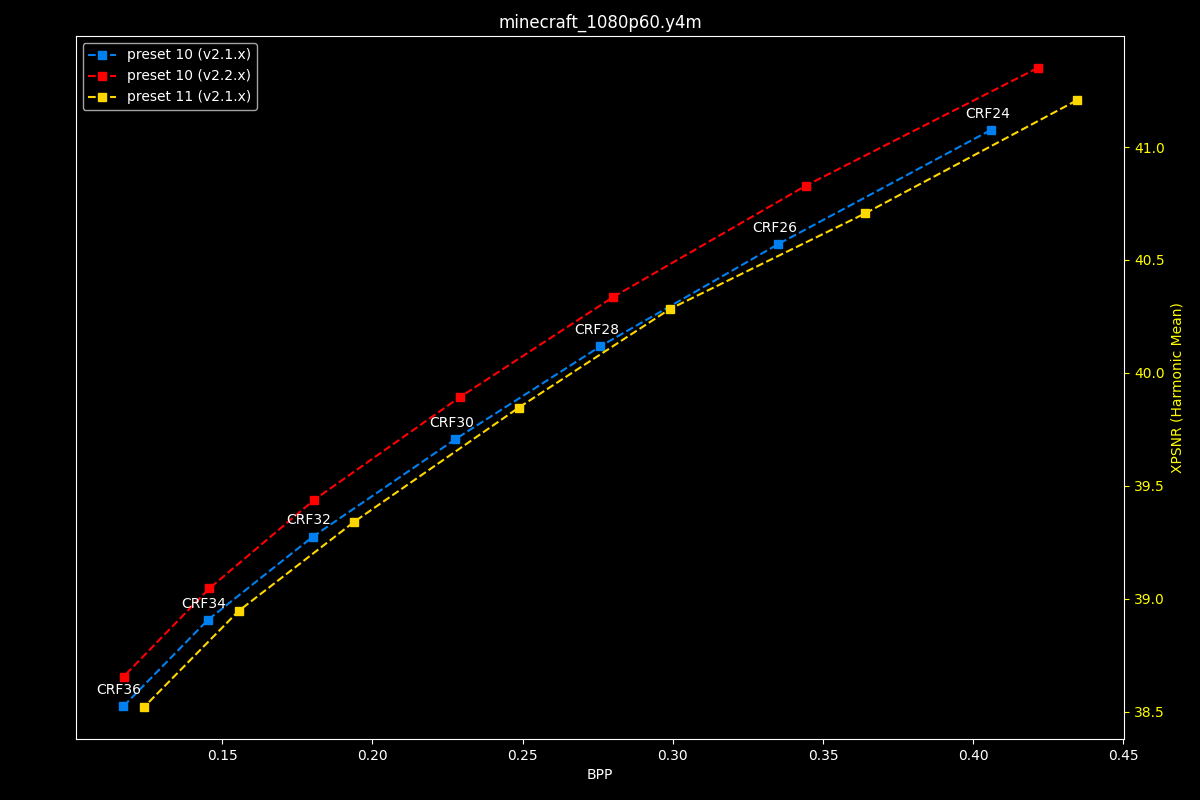 minecraft_1080p60.y4m
preset 10 (v2.1.x)
preset 10 (v2.2.x)
preset 11 (v2.1.x)
CRF24
CRF26
CRF28
CRF30
CRF32
CRF34
CRF36
41.0
40.5
40.0
39.5
39.0
38.5
XPSNR (Harmonic Mean)
0.15
0.20
0.25
0.30
0.35
0.40
0.45
BPP